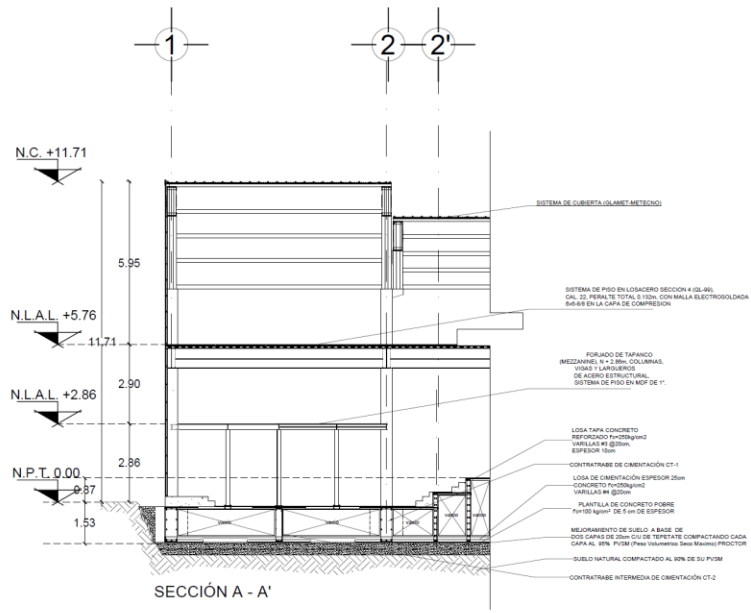 1
2
2'
N.C. +11.71
SISTEMA DE CUBIERTA (GLAMET-METECNO)
5.95
SISTEMA DE PISO EN LOSACERO SECCION 4 (QL-99),
CAL. 22, PERALTE TOTAL 0.132m, CON MALLA ELECTROSOLDADA
6x6-8/8 EN LA CAPA DE COMPRESION
N.L.A.L. +5.76
11.71
FORJADO DE TAPANCO
(MEZZANINE), N + 2.86m, COLUMNAS,
VIGAS Y LARGUEROS
DE ACERO ESTRUCTURAL,
SISTEMA DE PISO EN MDF DE 1".
2.90
N.L.A.L. +2.86
LOSA TAPA CONCRETO
REFORZADO f'c=250kg/cm2
VARILLAS #3 @20cm,
ESPESOR 10cm
2.86
CONTRATRABE DE CIMENTACIÓN CT-1
N.P.T. 0.00
0.87
LOSA DE CIMENTACIÓN ESPESOR 25cm
CONCRETO f'c=250kg/cm2
VARILLAS #4 @20cm
PLANTILLA DE CONCRETO POBRE
f'c=100 kg/cm² DE 5 cm DE ESPESOR
1.53
VACIO
VACIO
VACIO
VACIO
VACIO
MEJORAMIENTO DE SUELO A BASE DE
DOS CAPAS DE 20cm C/U DE TEPETATE COMPACTANDO CADA
CAPA AL 95% PVSM (Peso Volumetrico Seco Maximo) PROCTOR
SUELO NATURAL COMPACTADO AL 90% DE SU PVSM
CONTRATRABE INTERMEDIA DE CIMENTACIÓN CT-2
SECCIÓN A - A'